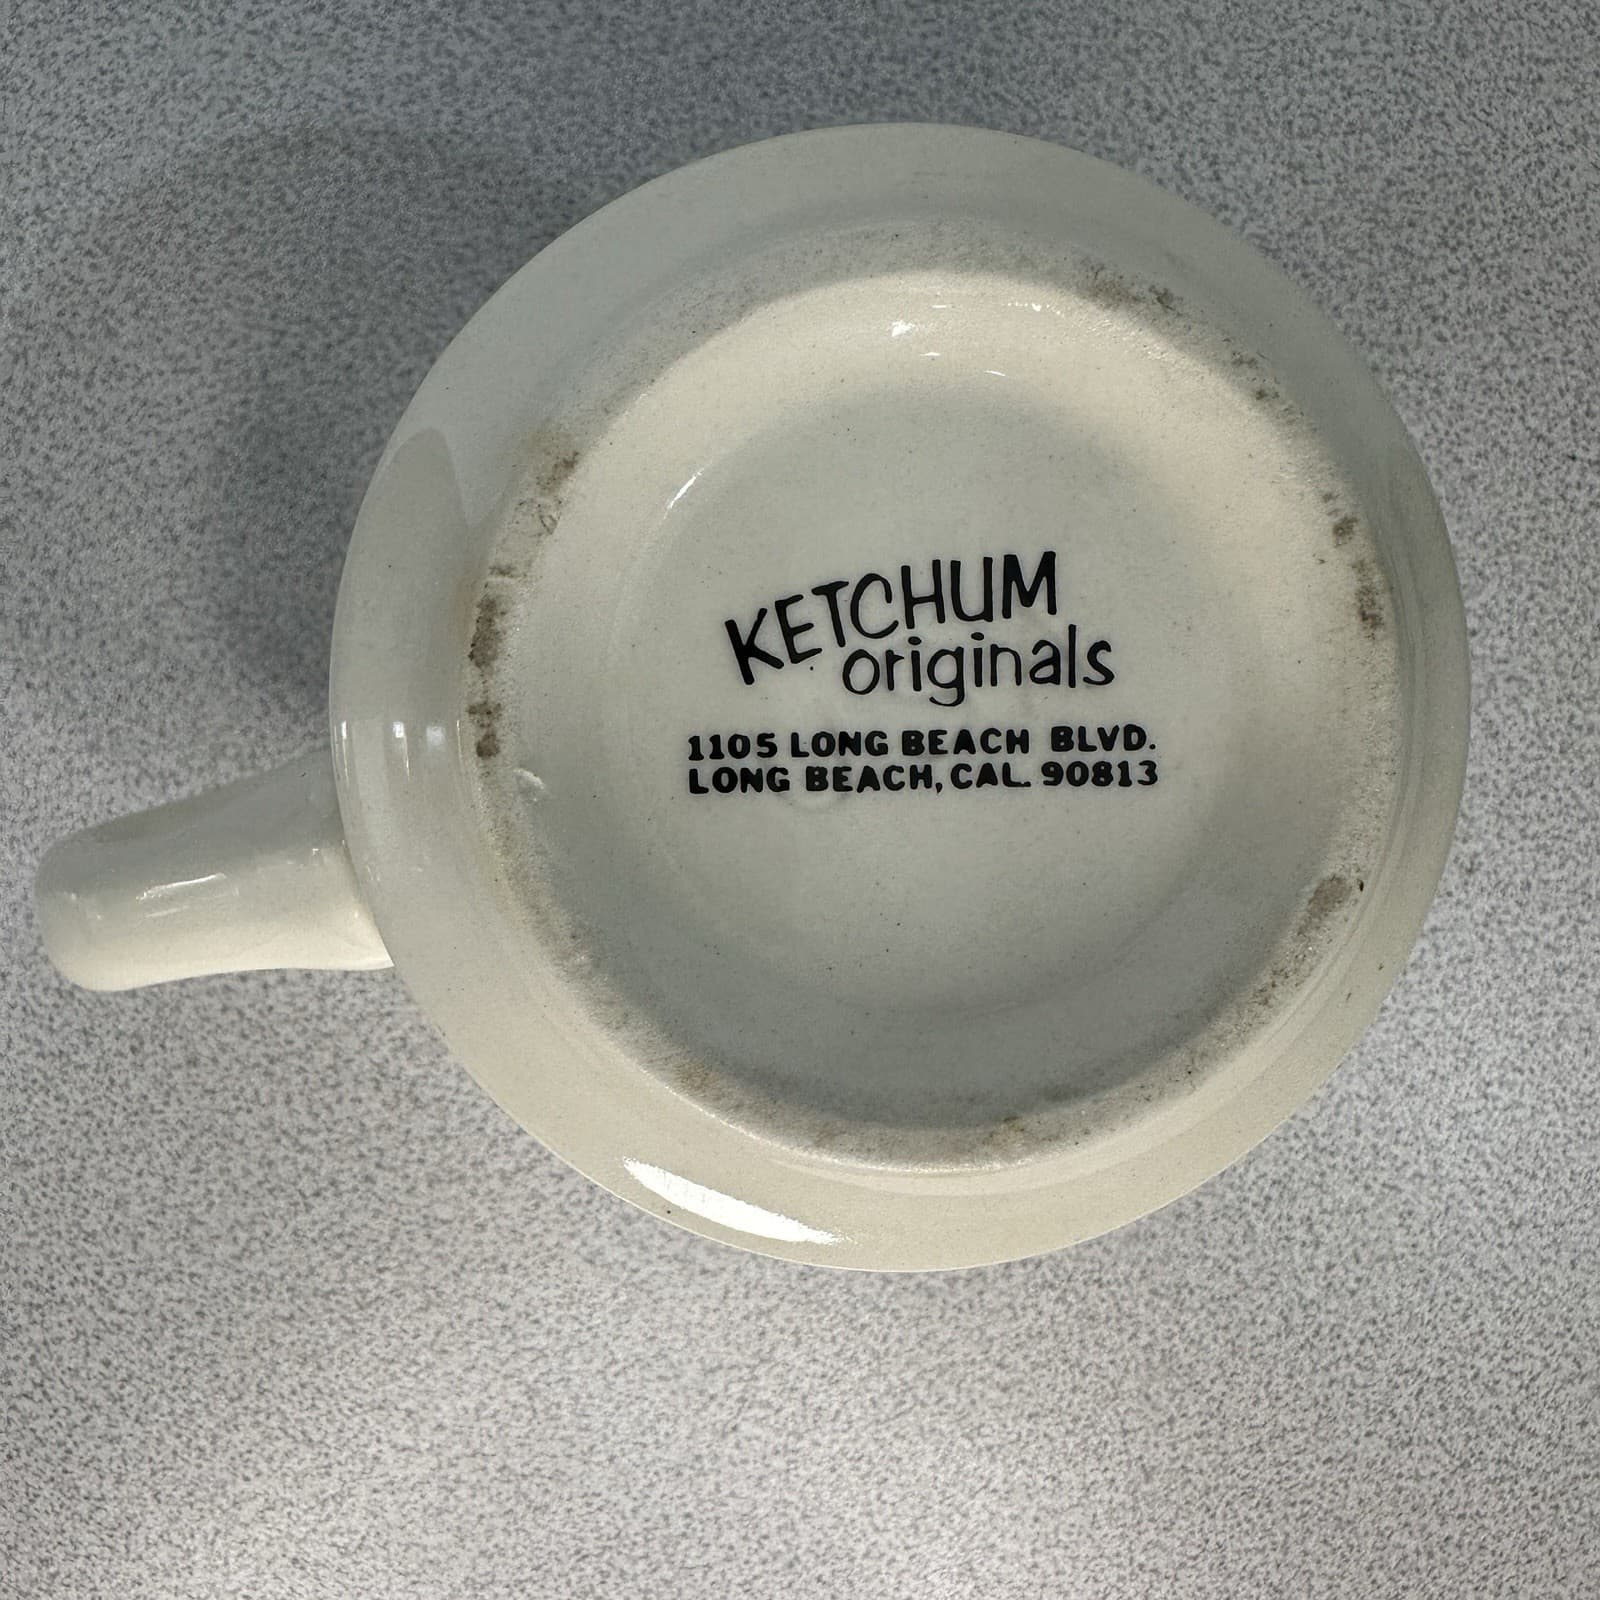 KETCHUM
originals
1105 LONG BEACH BLVD.
LONG BEACH, CAL. 90813